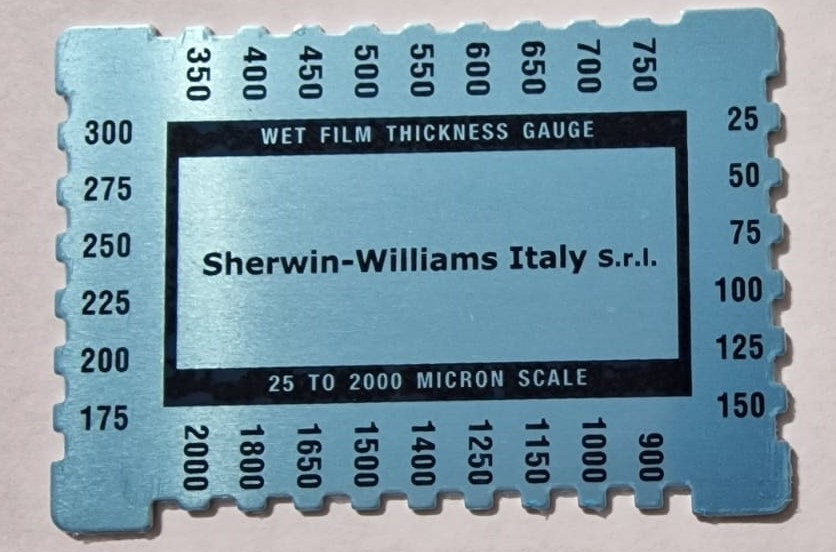 350 400 450 500 550 600 650 700 750
WET FILM THICKNESS GAUGE
300
275
250
225
200
175
Sherwin-Williams Italy s.r.l.
25
50
75
100
125
150
25 TO 2000 MICRON SCALE
2000 1800 1650 1500 1400 1250 1150 1000 900